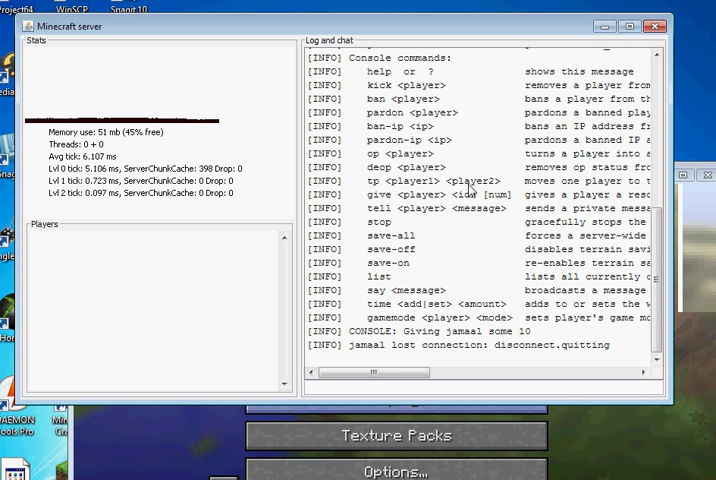 Project64 WinSCP Snagit 10
Minecraft server
Stats
Memory use: 51 mb (45% free)
Threads: 0 + 0
Avg tick: 6.107 ms
Lvl 0 tick: 5.106 ms, ServerChunkCache: 398 Drop: 0
Lvl 1 tick: 0.723 ms, ServerChunkCache: 0 Drop: 0
Lvl 2 tick: 0.097 ms, ServerChunkCache: 0 Drop: 0
Players
Log and chat
[INFO] Console commands:
[INFO] help or ? shows this message
[INFO] kick <player> removes a player from
[INFO] ban <player> bans a player from th
[INFO] pardon <player> pardons a banned play
[INFO] ban-ip <ip> bans an IP address fr
[INFO] pardon-ip <ip> pardons a banned IP
[INFO] op <player> turns a player into a
[INFO] deop <player> removes op status fro
[INFO] tp <player1> <player2> moves one player to t
[INFO] give <player> <id> [num] gives a player a reso
[INFO] tell <player> <message> sends a private messa
[INFO] stop gracefully stops the
[INFO] save-all forces a server-wide
[INFO] save-off disables terrain savi
[INFO] save-on re-enables terrain sa
[INFO] list lists all currently c
[INFO] say <message> broadcasts a message
[INFO] time <add|set> <amount> adds to or sets the w
[INFO] gamemode <player> <mode> sets player's game mo
[INFO] CONSOLE: Giving jamaal some 10
[INFO] jamaal lost connection: disconnect.quitting
DAEMON
Tools Pro
Texture Packs
Options...